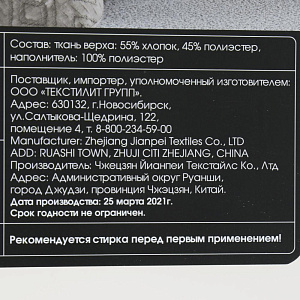 Состав: ткань верха: 55% хлопок, 45% полиэстер,
наполнитель: 100% полиэстер
Поставщик, импортер, уполномоченный изготовителем:
ООО «ТЕКСТИЛИТ ГРУПП».
Адрес: 630132, г.Новосибирск,
ул.Салтыкова-Щедрина, 122,
помещение 4, т. 8-800-234-59-00
Manufacturer: Zhejiang Jianpei Textiles Co., LTD
ADD: RUASHI TOWN, ZHUJI CITI ZHEJIANG, CHINA
Производитель: Чжецзян Йианпеи Текстайлс Ко., Лтд
Адрес: Административный округ Руанши,
город Джудзи, провинция Чжэцзян, Китай.
Дата производства: 25 марта 2021г.
Срок годности не ограничен.
Рекомендуется стирка перед первым применением!